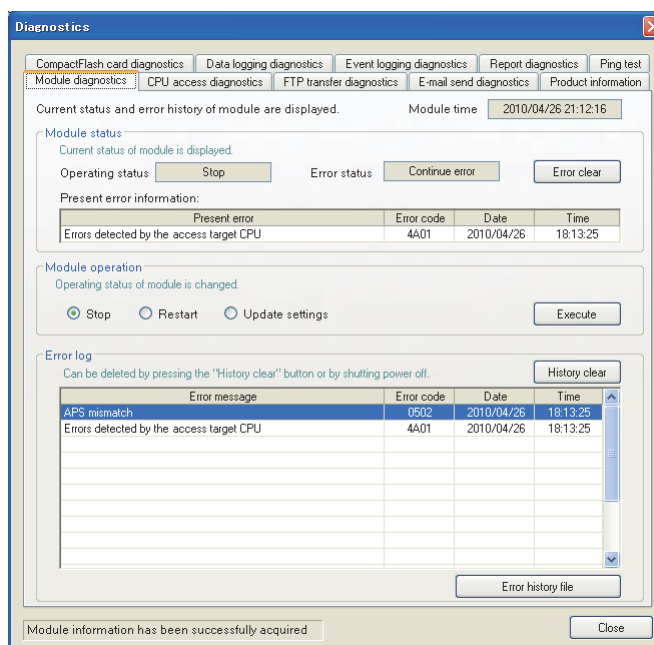 Diagnostics
CompactFlash card diagnostics Data logging diagnostics Event logging diagnostics Report diagnostics Ping test
Module diagnostics CPU access diagnostics FTP transfer diagnostics E-mail send diagnostics Product information
Current status and error history of module are displayed. Module time 2010/04/26 21:12:16
Module status
Current status of module is displayed.
Operating status Stop Error status Continue error Error clear
Present error information:
Present error Error code Date Time
Errors detected by the access target CPU 4A01 2010/04/26 18:13:25
Module operation
Operating status of module is changed.
Stop Restart Update settings Execute
Error log
Can be deleted by pressing the "History clear" button or by shutting power off. History clear
Error message Error code Date Time
APS mismatch 0502 2010/04/26 18:13:25
Errors detected by the access target CPU 4A01 2010/04/26 18:13:25
Error history file
Module information has been successfully acquired Close